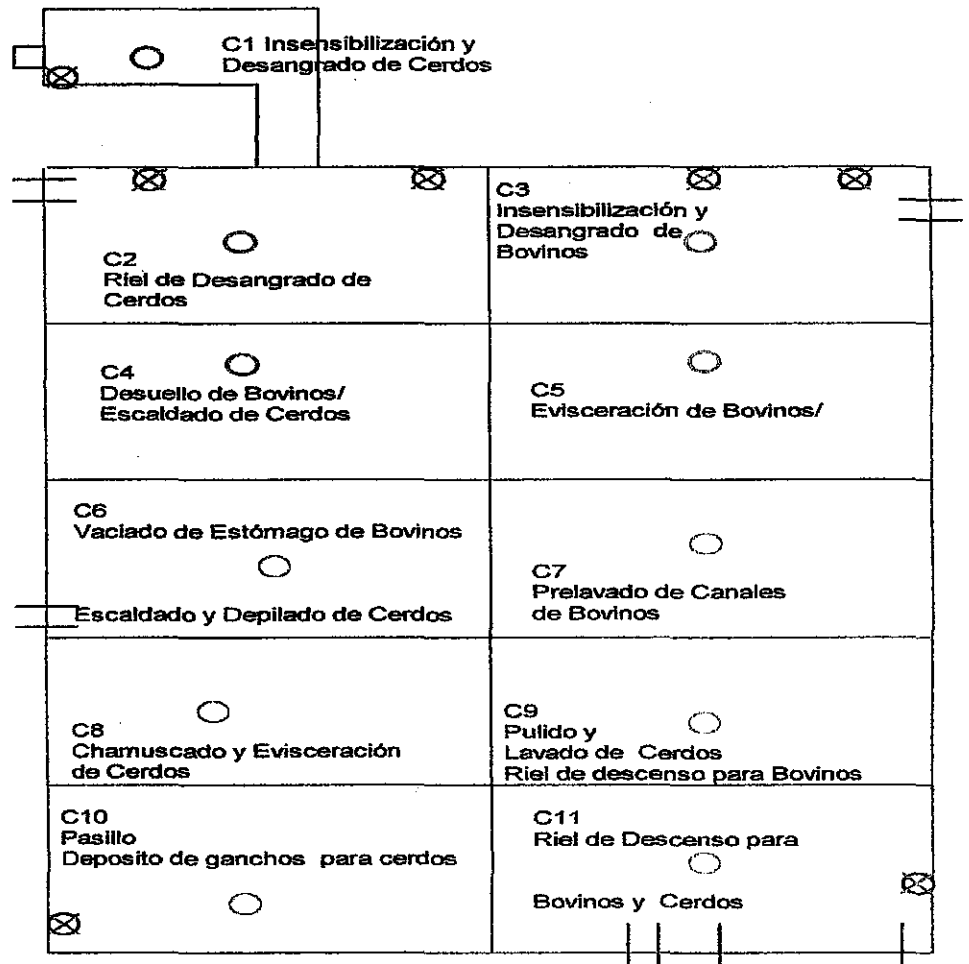 C1 Insensibilización y
Desangrado de Cerdos
C2
Riel de Desangrado de
Cerdos
C3
Insensibilización y
Desangrado de
Bovinos
C4
Desuello de Bovinos/
Escaldado de Cerdos
C5
Evisceración de Bovinos/
C6
Vaciado de Estómago de Bovinos
Escaldado y Depilado de Cerdos
C7
Prelavado de Canales
de Bovinos
C8
Chamuscado y Evisceración
de Cerdos
C9
Pulido y
Lavado de Cerdos
Riel de descenso para Bovinos
C10
Pasillo
Deposito de ganchos para cerdos
C11
Riel de Descenso para
Bovinos y Cerdos